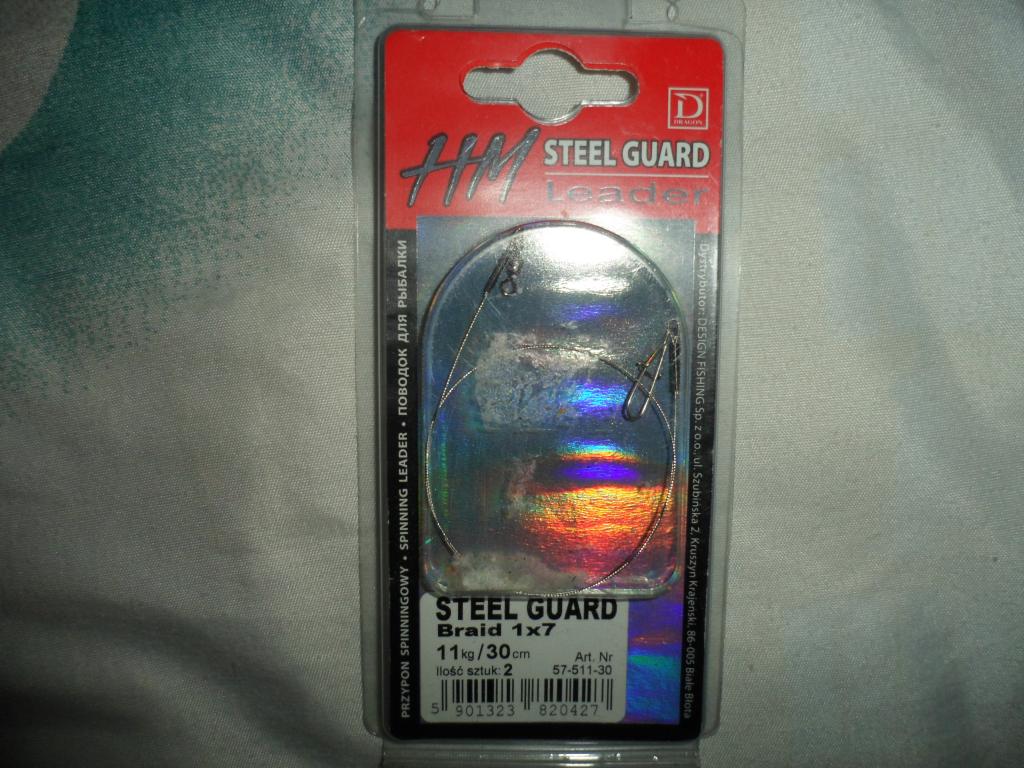 D
DRAGON
HM
STEEL GUARD
Leader
PRZYPON SPINNINGOWY • SPINNING LEADER • ПОВОДОК ДЛЯ РЫБАЛКИ
Dystrybutor: DESIGN FISHING Sp. z o.o., ul. Szubińska 2, Kruszyn Krajeński, 86-005 Białe Błota
STEEL GUARD
Braid 1x7
11kg/30cm
Art. Nr
Ilość sztuk: 2
57-511-30
5 901323 820427